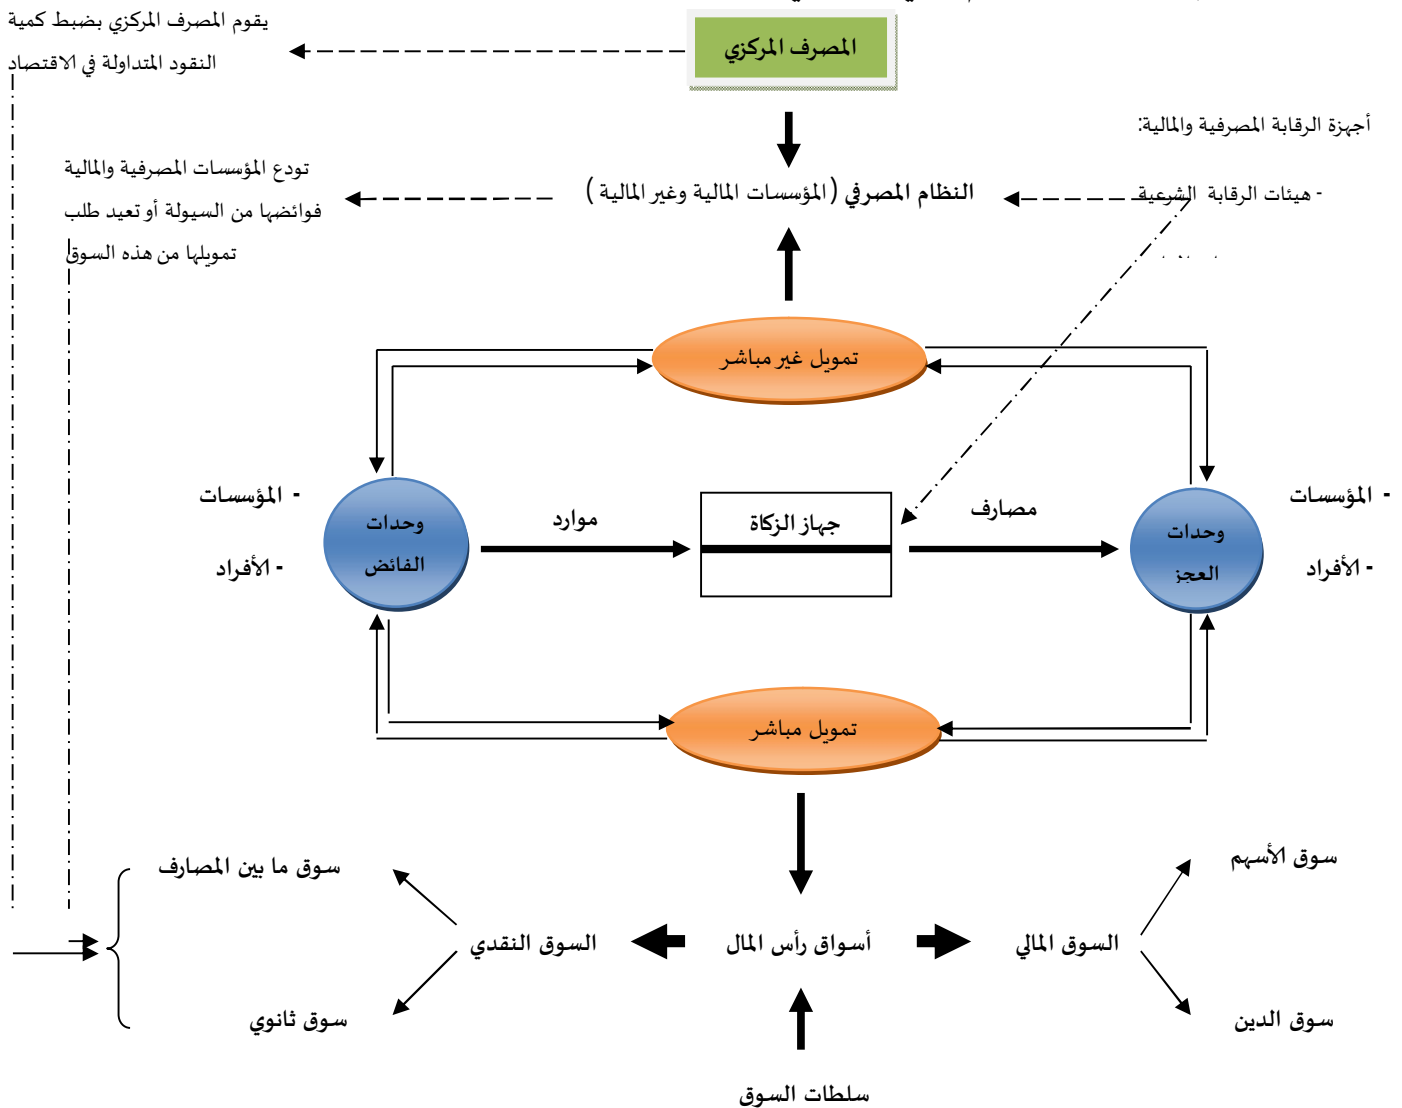 المصرف المركزي
يقوم المصرف المركزي بضبط كمية
النقود المتداولة في الاقتصاد
أجهزة الرقابة المصرفية والمالية:
- هيئات الرقابة الشرعية
النظام المصرفي (المؤسسات المالية وغير المالية )
تودع المؤسسات المصرفية والمالية
فوائضها من السيولة أو تعيد طلب
تمويلها من هذه السوق
تمويل غير مباشر
- المؤسسات
- الأفراد
وحدات
العجز
مصارف
جهاز الزكاة
موارد
وحدات
الفائض
- المؤسسات
- الأفراد
تمويل مباشر
سوق الأسهم
السوق المالي
سوق الدين
أسواق رأس المال
السوق النقدي
سوق ما بين المصارف
سوق ثانوي
سلطات السوق